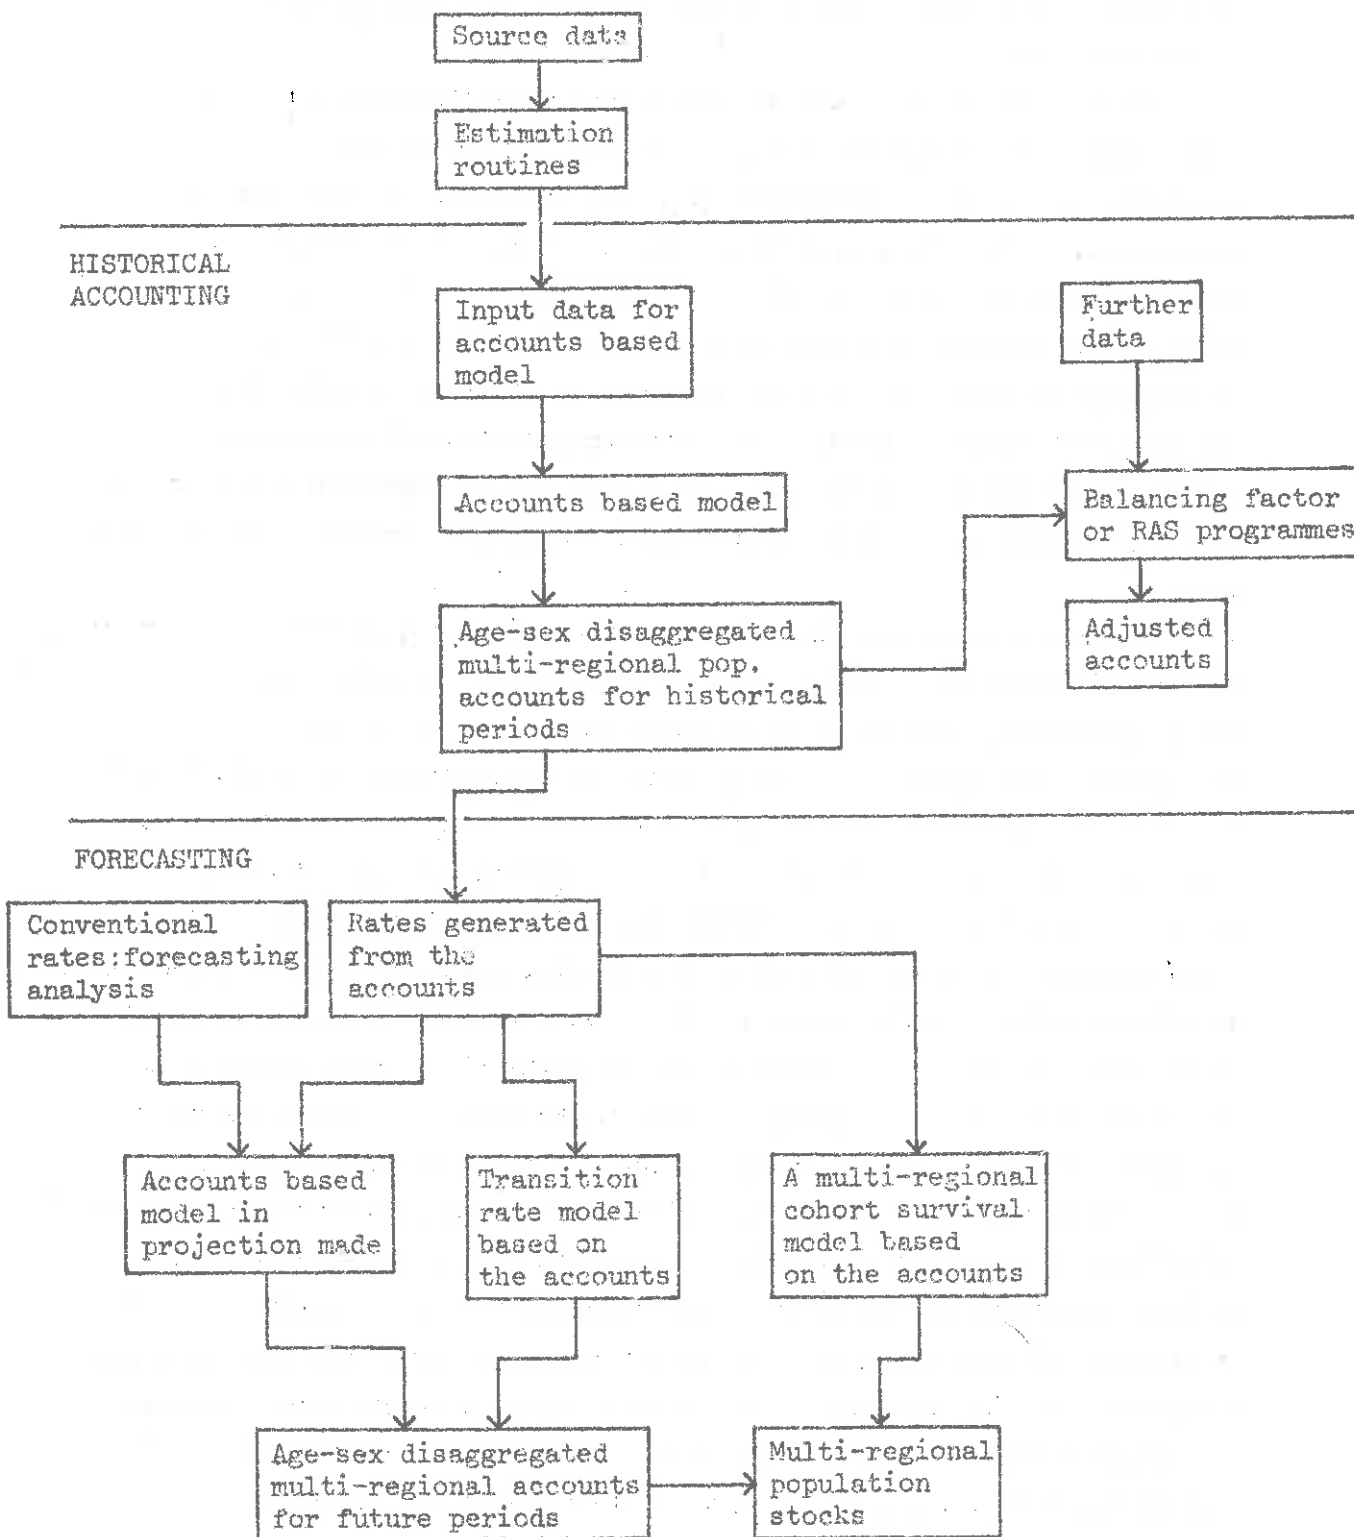 Source data
Estimation
routines
HISTORICAL
ACCOUNTING
Input data for
accounts based
model
Further
data
Accounts based model
Balancing factor
or RAS programmes
Age-sex disaggregated
multi-regional pop.
accounts for historical
periods
Adjusted
accounts
FORECASTING
Conventional
rates:forecasting
analysis
Rates generated
from the
accounts
Accounts based
model in
projection made
Transition
rate model
based on
the accounts
A multi-regional
cohort survival
model based
on the accounts
Age-sex disaggregated
multi-regional accounts
for future periods
Multi-regional
population
stocks